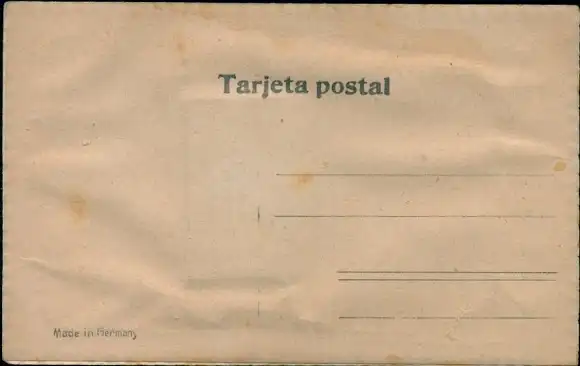 Tarjeta postal
Made in Germany